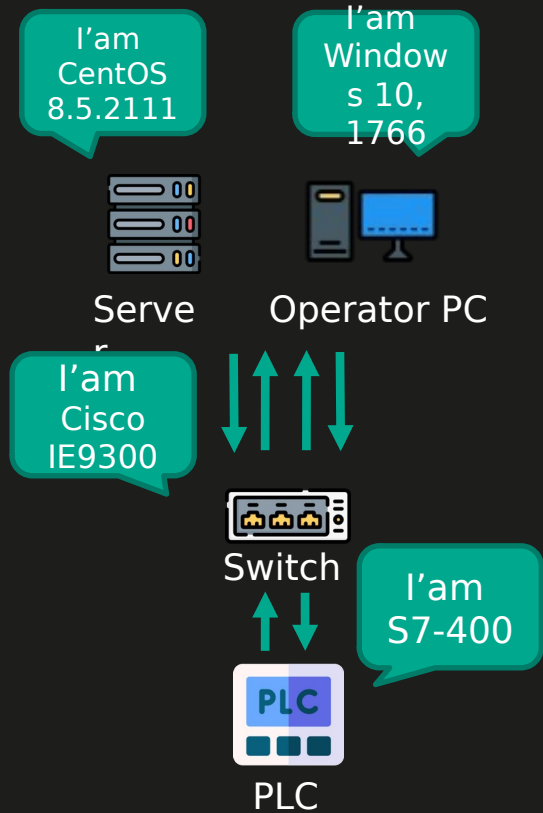 I’am
CentOS
8.5.2111
I’am
Window
s 10,
1766
Serve
r
Operator PC
I’am
Cisco
IE9300
Switch
I’am
S7-400
PLC
PLC